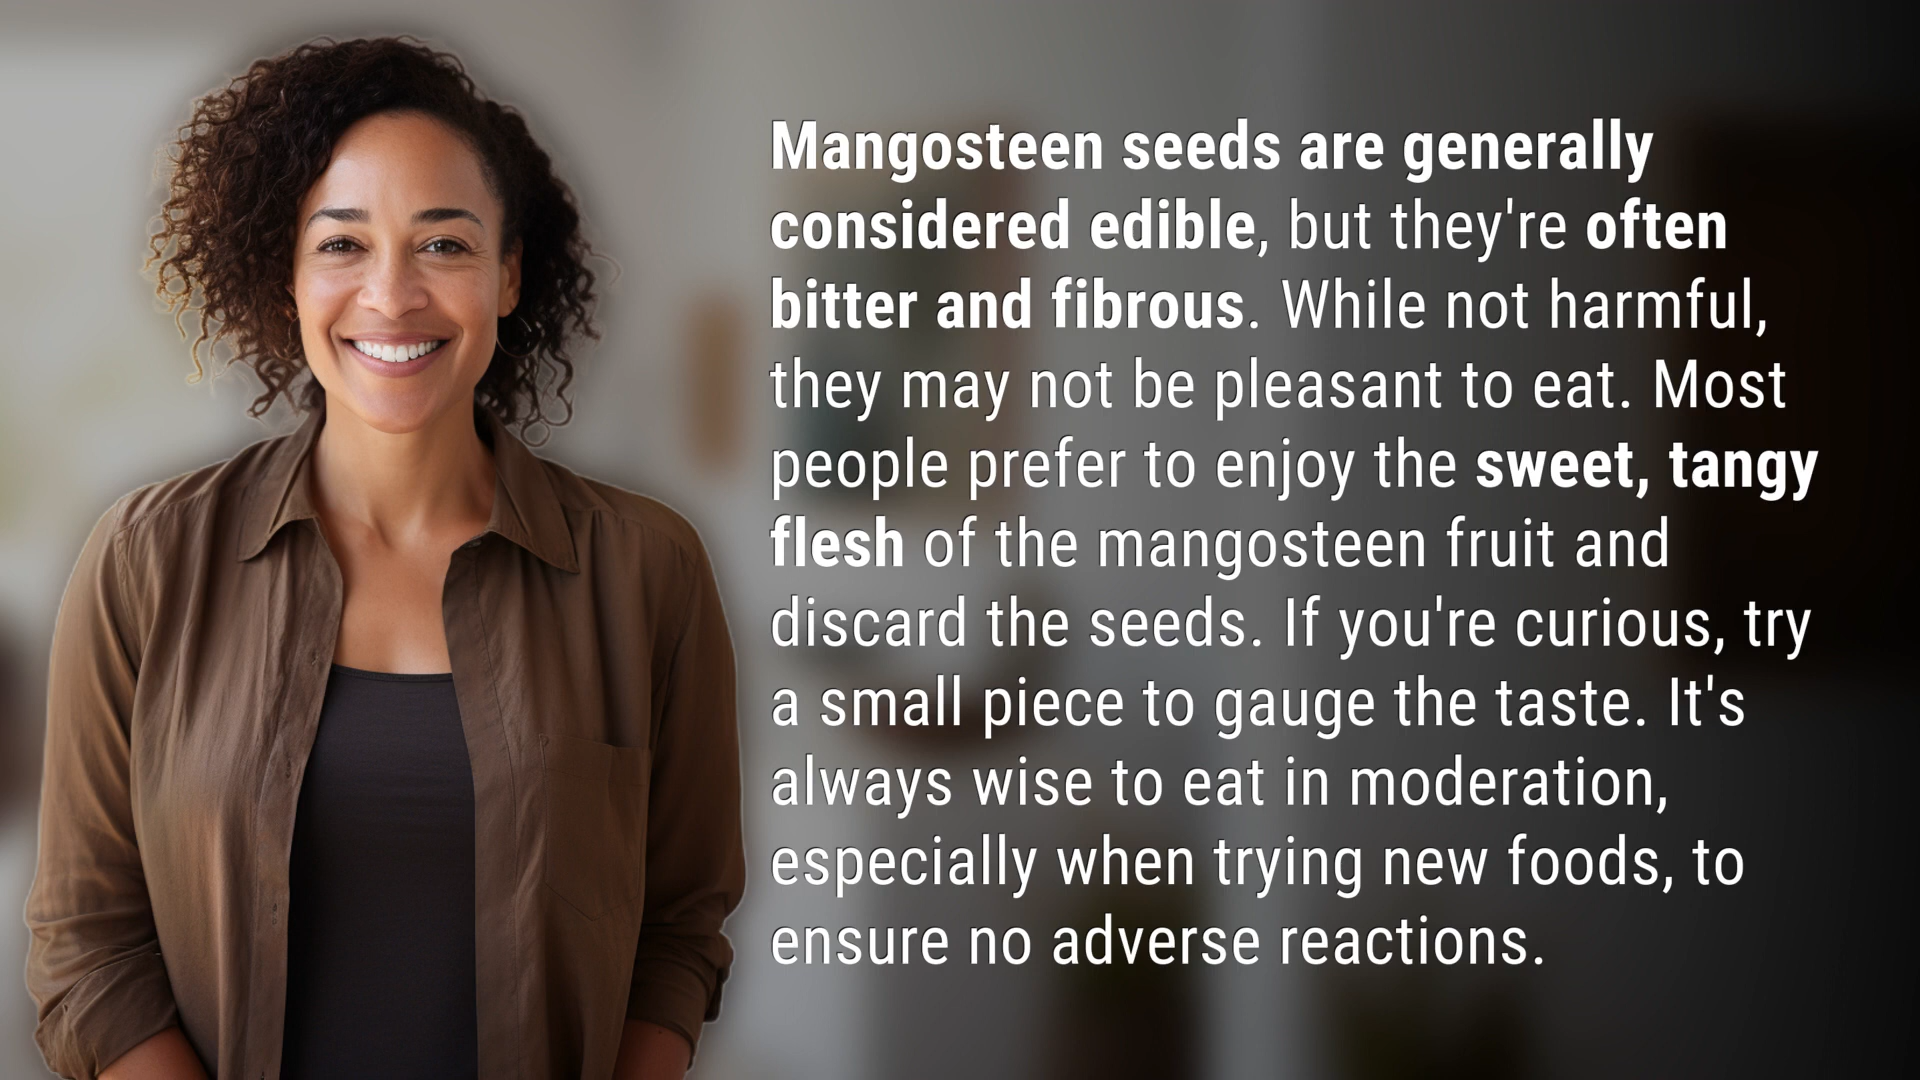 Mangosteen seeds are generally
considered edible, but they're often
bitter and fibrous. While not harmful,
they may not be pleasant to eat. Most
people prefer to enjoy the sweet, tangy
flesh of the mangosteen fruit and
discard the seeds. If you're curious, try
a small piece to gauge the taste. It's
always wise to eat in moderation,
especially when trying new foods, to
ensure no adverse reactions.